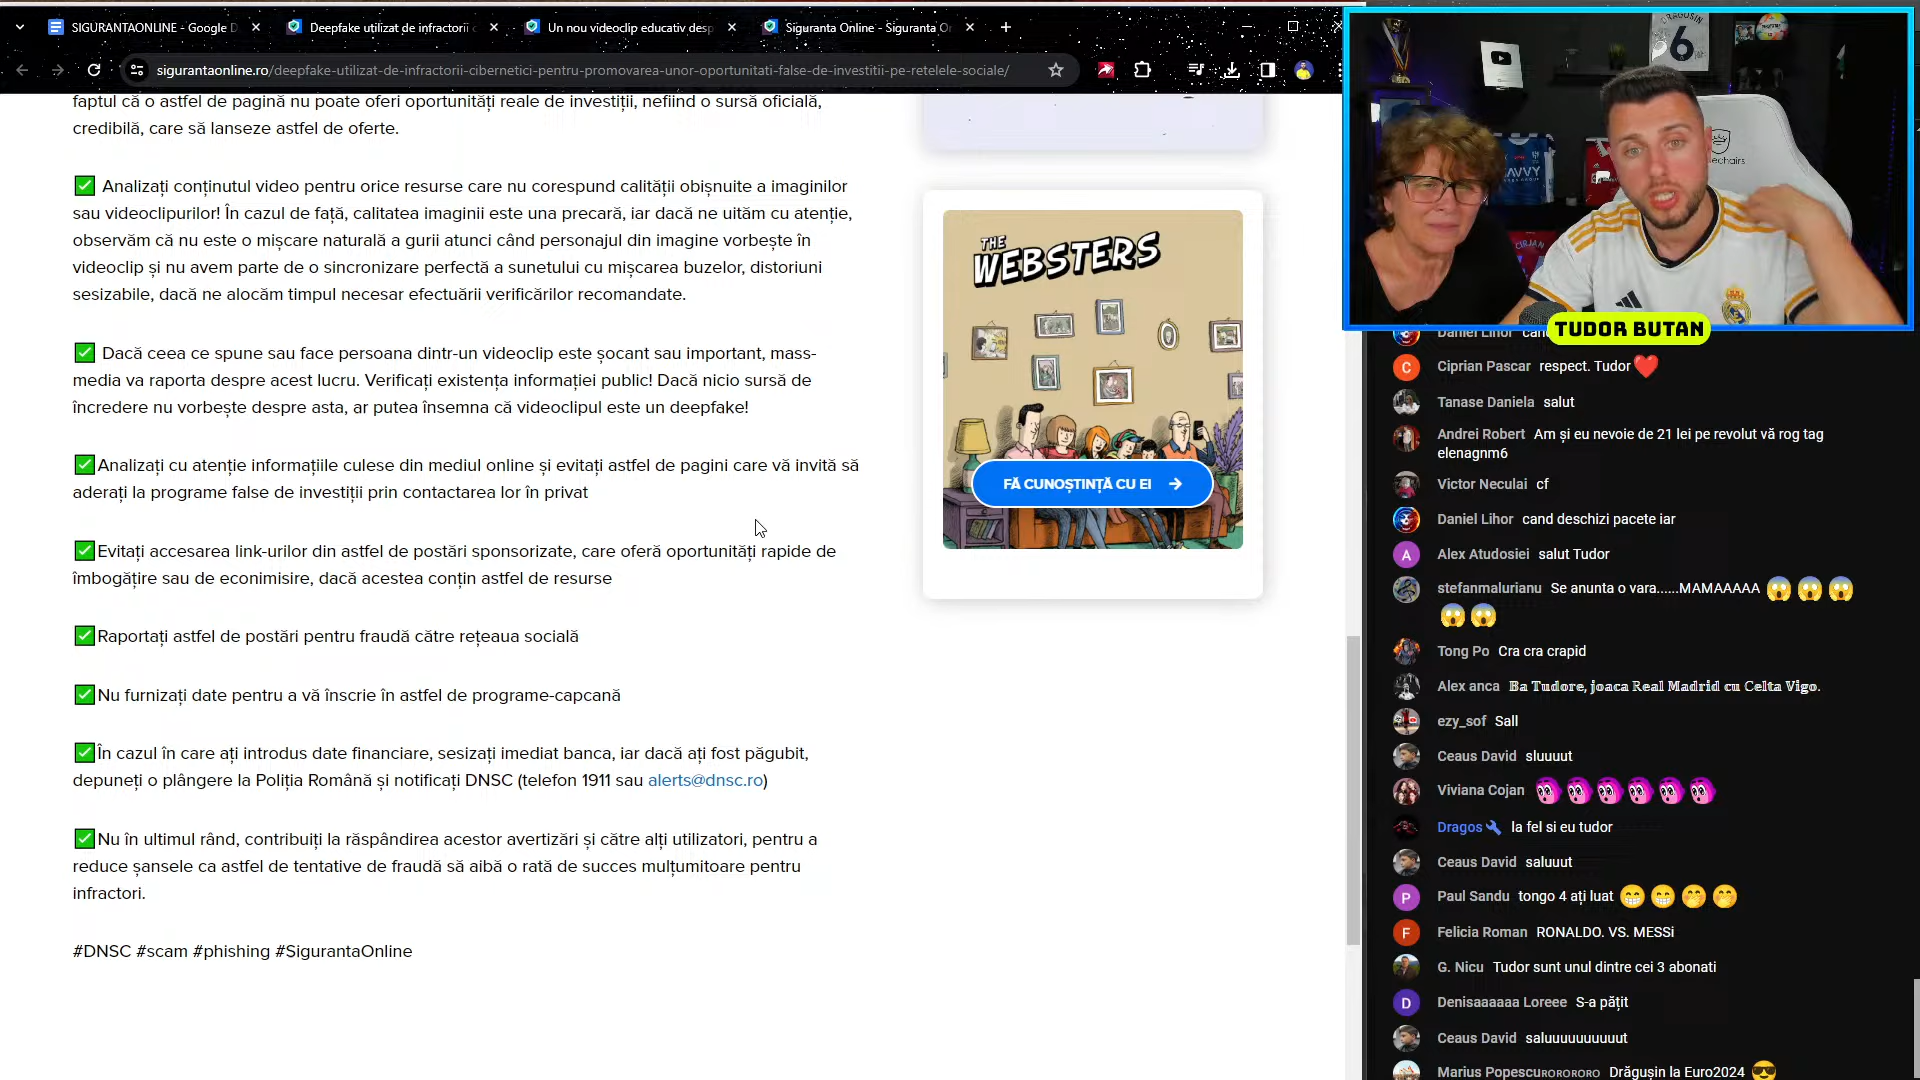 SIGURANTAONLINE - Google D
Deepfake utilizat de infractorii c
Un nou videoclip educativ desp
Siguranta Online - Siguranta On
sigurantaonline.ro/deepfake-utilizat-de-infractorii-cibernetici-pentru-promovarea-unor-oportunitati-false-de-investitii-pe-retelele-sociale/
faptul că o astfel de pagină nu poate oferi oportunități reale de investiții, nefiind o sursă oficială,
credibilă, care să lanseze astfel de oferte.
✅ Analizați conținutul video pentru orice resurse care nu corespund calității obișnuite a imaginilor
sau videoclipurilor! În cazul de față, calitatea imaginii este una precară, iar dacă ne uităm cu atenție,
observăm că nu este o mișcare naturală a gurii atunci când personajul din imagine vorbește în
videoclip și nu avem parte de o sincronizare perfectă a sunetului cu mișcarea buzelor, distoriuni
sesizabile, dacă ne alocăm timpul necesar efectuării verificărilor recomandate.
✅ Dacă ceea ce spune sau face persoana dintr-un videoclip este șocant sau important, mass-
media va raporta despre acest lucru. Verificați existența informației public! Dacă nicio sursă de
încredere nu vorbește despre asta, ar putea însemna că videoclipul este un deepfake!
✅Analizați cu atenție informațiile culese din mediul online și evitați astfel de pagini care vă invită să
aderați la programe false de investiții prin contactarea lor în privat
✅Evitați accesarea link-urilor din astfel de postări sponsorizate, care oferă oportunități rapide de
îmbogățire sau de econimisire, dacă acestea conțin astfel de resurse
✅Raportați astfel de postări pentru fraudă către rețeaua socială
✅Nu furnizați date pentru a vă înscrie în astfel de programe-capcană
✅În cazul în care ați introdus date financiare, sesizați imediat banca, iar dacă ați fost păgubit,
depuneți o plângere la Poliția Română și notificați DNSC (telefon 1911 sau alerts@dnsc.ro)
✅Nu în ultimul rând, contribuiți la răspândirea acestor avertizări și către alți utilizatori, pentru a
reduce șansele ca astfel de tentative de fraudă să aibă o rată de succes mulțumitoare pentru
infractori.
#DNSC #scam #phishing #SigurantaOnline
THE
WEBSTERS
FĂ CUNOȘTINȚĂ CU EI
DRAGUSIN
6
SAVVY
CIRJAN
TUDOR BUTAN
Daniel Lihor
Ciprian Pascar respect. Tudor❤️
Tanase Daniela salut
Andrei Robert Am și eu nevoie de 21 lei pe revolut vă rog tag
elenagnm6
Victor Neculai cf
Daniel Lihor cand deschizi pacete iar
Alex Atudosiei salut Tudor
stefanmalurianu Se anunta o vara......MAMAAAAA 😱😱😱
😱😱
Tong Po Cra cra crapid
Alex anca 𝔹𝕒 𝕋𝕦𝕕𝕠𝕣𝕖, 𝕛𝕠𝕒𝕔𝕒 ℝ𝕖𝕒𝕝 𝕄𝕒𝕕𝕣𝕚𝕕 𝕔𝕦 ℂ𝕖𝕝𝕥𝕒 𝕍𝕚𝕘𝕠.
ezy_sof Sall
Ceaus David sluuuut
Viviana Cojan
Dragos la fel si eu tudor
Ceaus David saluuut
Paul Sandu tongo 4 ați luat 😁😁🤭🤭
Felicia Roman RONALDO. VS. MESSi
G. Nicu Tudor sunt unul dintre cei 3 abonati
Denisaaaaaa Loreee S-a pățit
Ceaus David saluuuuuuuuuut
Marius Popescuʀᴏʀᴏʀᴏʀᴏ Drăgușin la Euro2024 😎